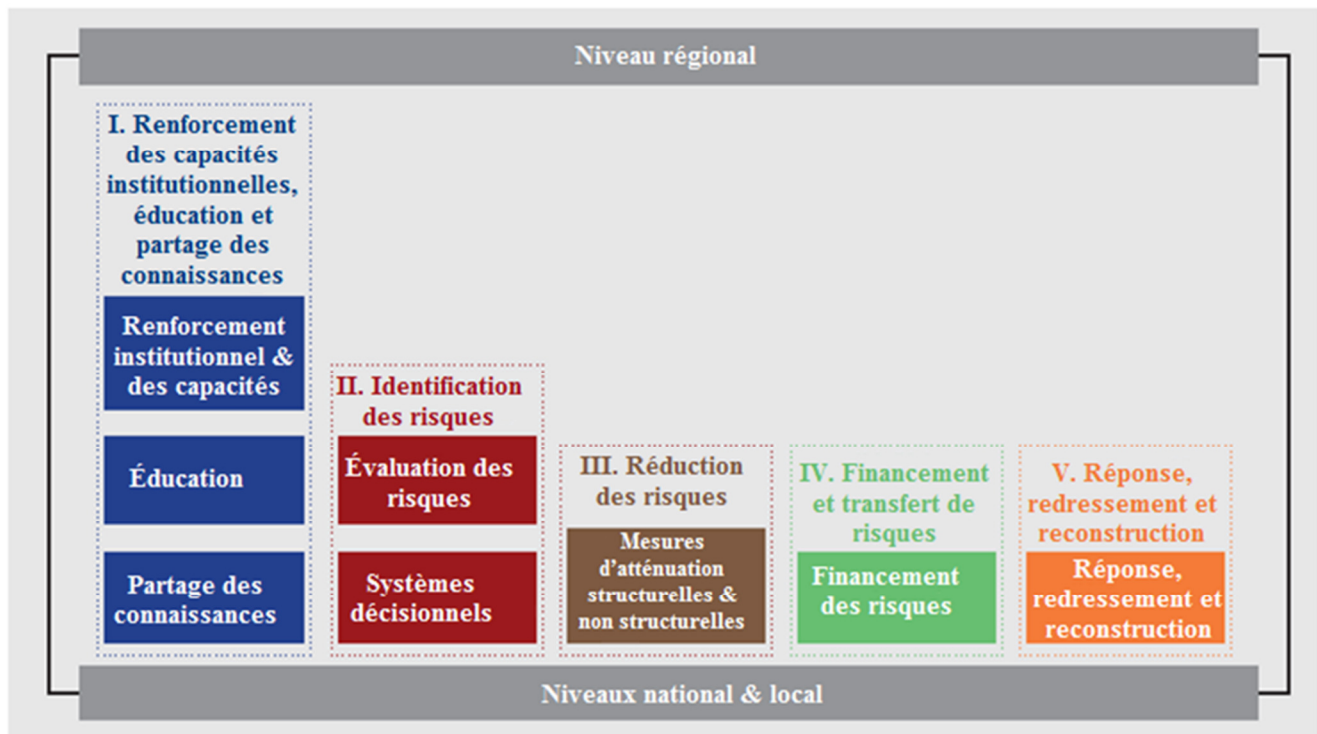 Niveau régional
I. Renforcement
des capacités
institutionnelles,
éducation et
partage des
connaissances
Renforcement
institutionnel &
des capacités
Éducation
Partage des
connaissances
II. Identification
des risques
Évaluation des
risques
Systèmes
décisionnels
III. Réduction
des risques
Mesures
d’atténuation
structurelles &
non structurelles
IV. Financement
et transfert de
risques
Financement
des risques
V. Réponse,
redressement et
reconstruction
Réponse,
redressement et
reconstruction
Niveaux national & local